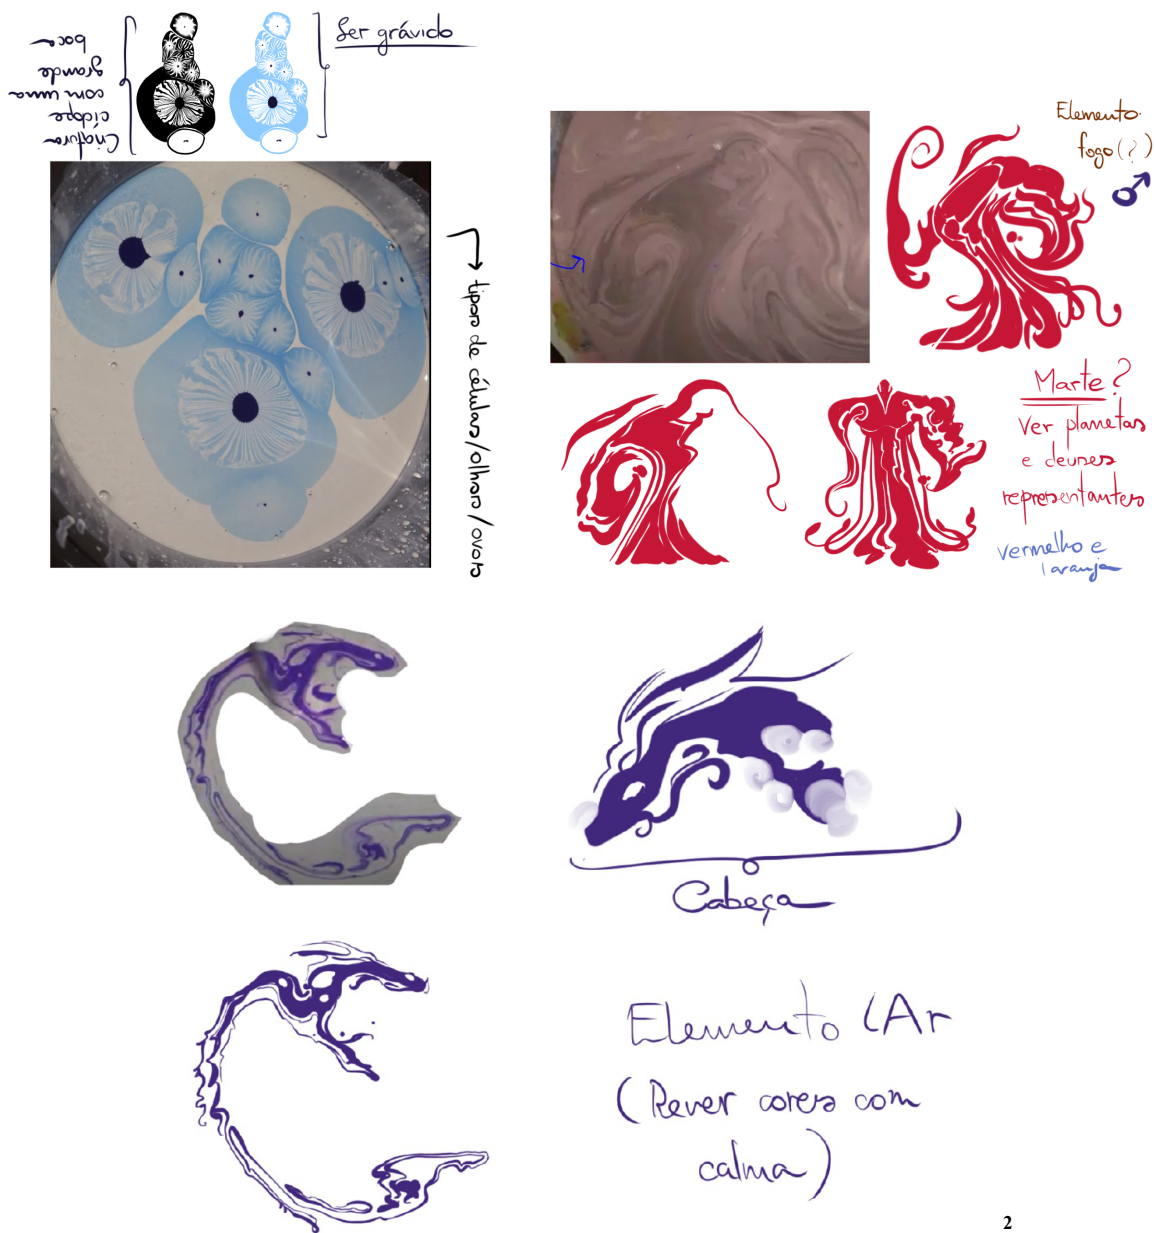 Ser grávido
Criatura
cíclope
com uma
grande
boca
tipos de células/olhos/ovos
Elemento
fogo (?)
Marte?
Ver planetas
e deuses
representantes
vermelho e
laranja
Cabeça
Elemento (Ar
(Rever cores com
calma)
2